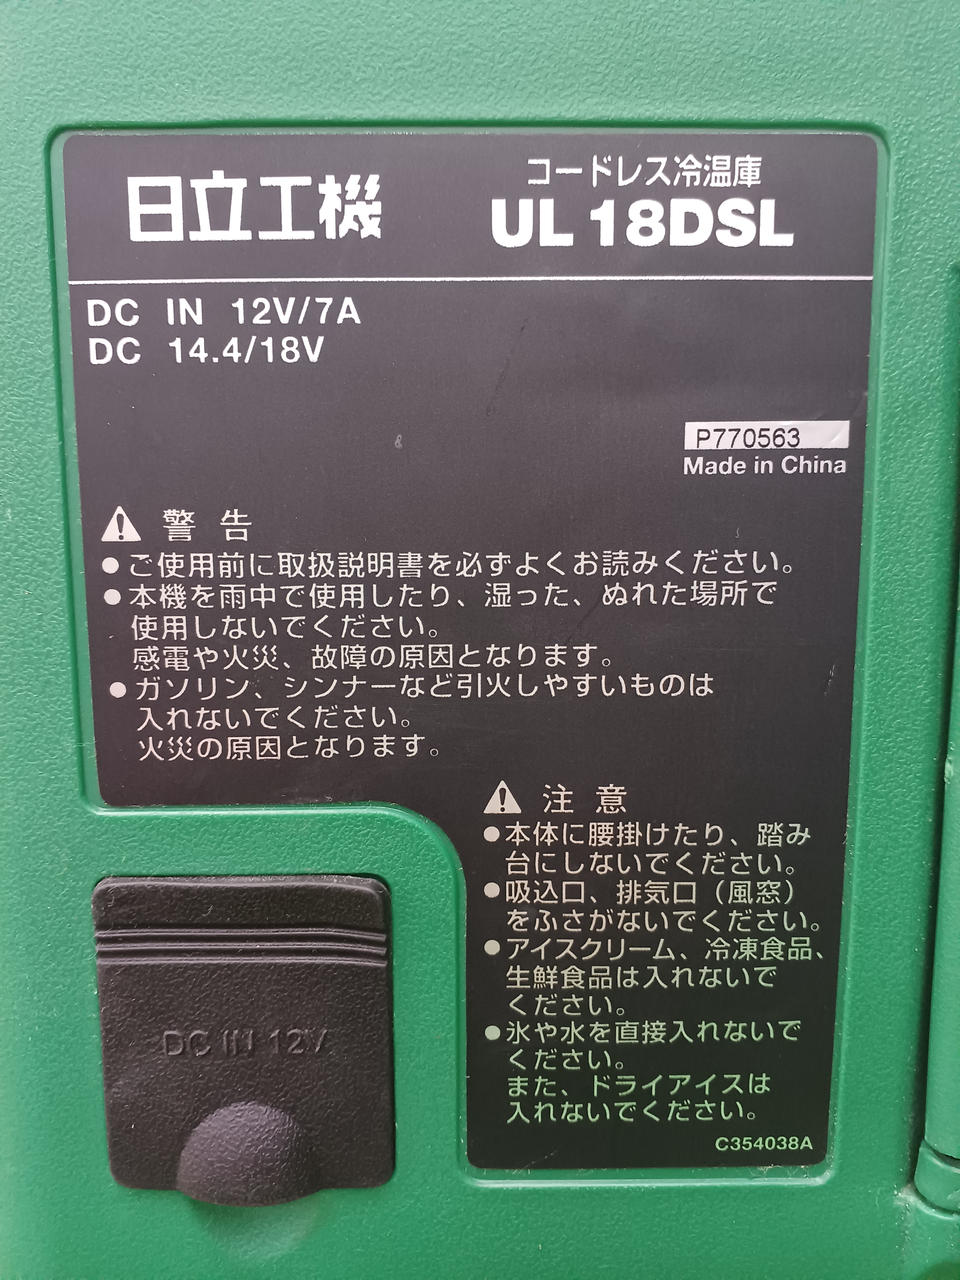 日立工機
コードレス冷温庫
UL 18DSL
DC IN 12V/7A
DC 14.4/18V
P770563
Made in China
警告
●ご使用前に取扱説明書を必ずよくお読みください。
●本機を雨中で使用したり、湿った、ぬれた場所で
使用しないでください。
感電や火災、故障の原因となります。
●ガソリン、シンナーなど引火しやすいものは
入れないでください。
火災の原因となります。
注意
●本体に腰掛けたり、踏み
台にしないでください。
●吸込口、排気口（風窓）
をふさがないでください。
●アイスクリーム、冷凍食品、
生鮮食品は入れないで
ください。
●氷や水を直接入れないで
ください。
また、ドライアイスは
入れないでください。
C354038A
DC IN 12V